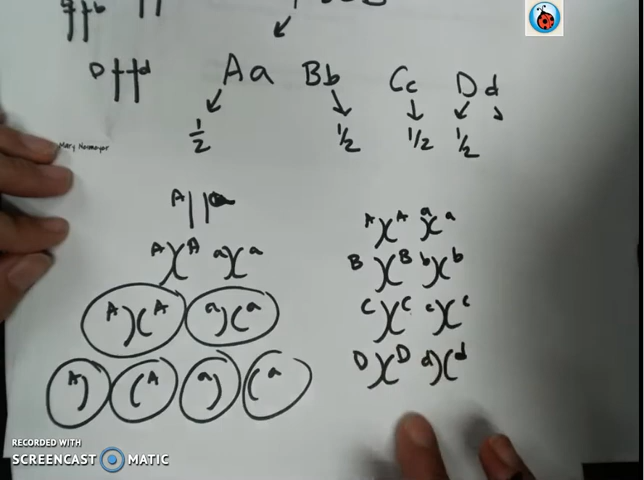 b
D d
Aa Bb Cc Dd
1/2 1/2 1/2 1/2
Mary Neumeyer
A
A A a a
A A a a
B B b b
A A a a
C C c c
D D d d
A A a a
RECORDED WITH
SCREENCAST MATIC